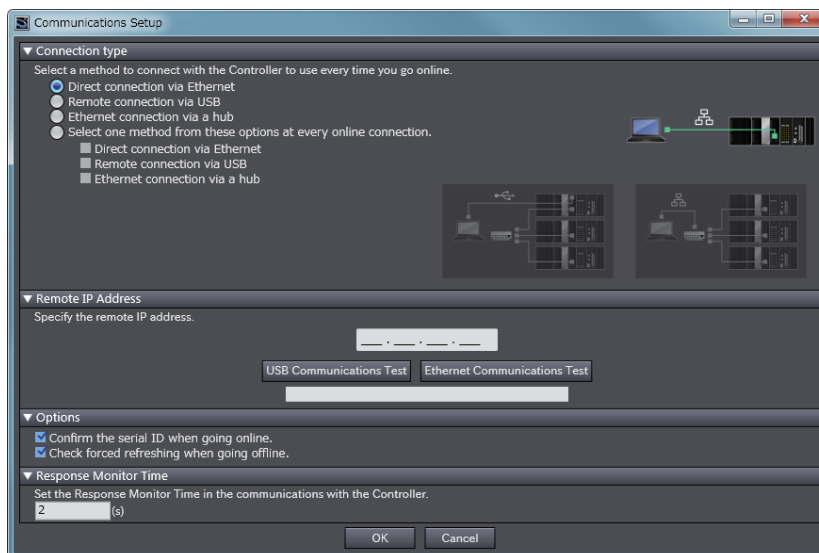 Communications Setup
Connection type
Select a method to connect with the Controller to use every time you go online.
Direct connection via Ethernet
Remote connection via USB
Ethernet connection via a hub
Select one method from these options at every online connection.
Direct connection via Ethernet
Remote connection via USB
Ethernet connection via a hub
Remote IP Address
Specify the remote IP address.
___ . ___ . ___ . ___
USB Communications Test Ethernet Communications Test
Options
Confirm the serial ID when going online.
Check forced refreshing when going offline.
Response Monitor Time
Set the Response Monitor Time in the communications with the Controller.
2 (s)
OK Cancel